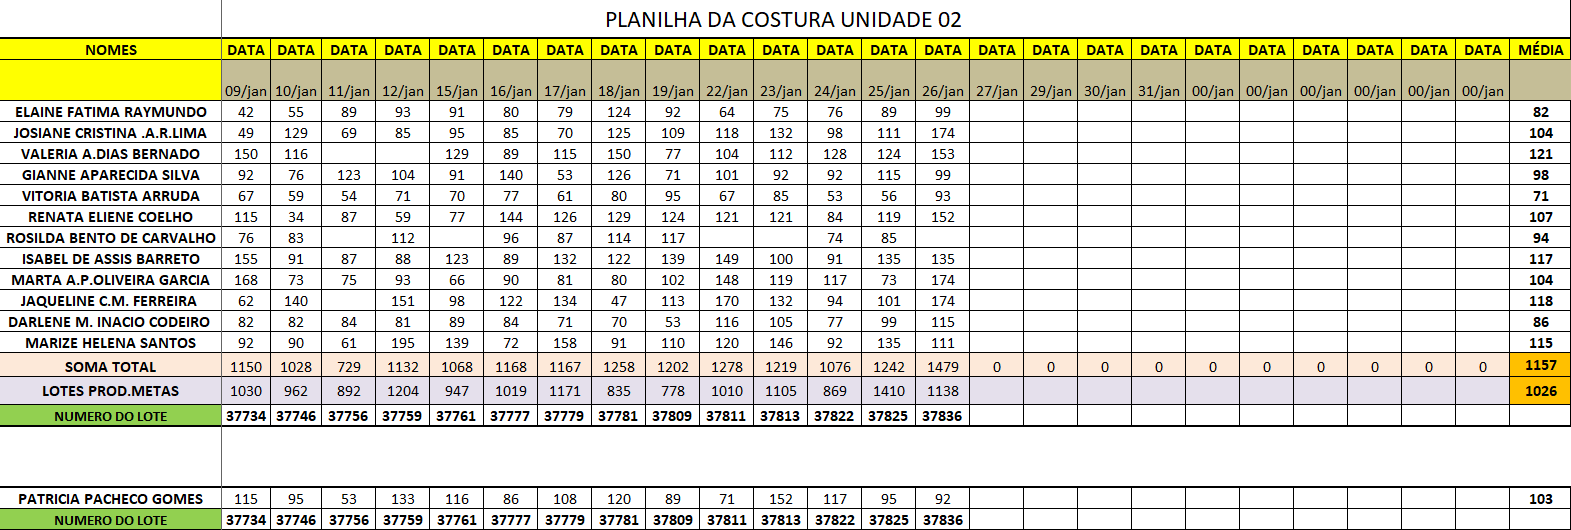 PLANILHA DA COSTURA UNIDADE 02
NOMES DATA DATA DATA DATA DATA DATA DATA DATA DATA DATA DATA DATA DATA DATA DATA DATA DATA DATA DATA DATA DATA DATA DATA DATA MÉDIA
09/jan 10/jan 11/jan 12/jan 15/jan 16/jan 17/jan 18/jan 19/jan 22/jan 23/jan 24/jan 25/jan 26/jan 27/jan 29/jan 30/jan 31/jan 00/jan 00/jan 00/jan 00/jan 00/jan 00/jan
ELAINE FATIMA RAYMUNDO 42 55 89 93 91 80 79 124 92 64 75 76 89 99 82
JOSIANE CRISTINA .A.R.LIMA 49 129 69 85 95 85 70 125 109 118 132 98 111 174 104
VALERIA A.DIAS BERNADO 150 116 129 89 115 150 77 104 112 128 124 153 121
GIANNE APARECIDA SILVA 92 76 123 104 91 140 53 126 71 101 92 92 115 99 98
VITORIA BATISTA ARRUDA 67 59 54 71 70 77 61 80 95 67 85 53 56 93 71
RENATA ELIENE COELHO 115 34 87 59 77 144 126 129 124 121 121 84 119 152 107
ROSILDA BENTO DE CARVALHO 76 83 112 96 87 114 117 74 85 94
ISABEL DE ASSIS BARRETO 155 91 87 88 123 89 132 122 139 149 100 91 135 135 117
MARTA A.P.OLIVEIRA GARCIA 168 73 75 93 66 90 81 80 102 148 119 117 73 174 104
JAQUELINE C.M. FERREIRA 62 140 151 98 122 134 47 113 170 132 94 101 174 118
DARLENE M. INACIO CODEIRO 82 82 84 81 89 84 71 70 53 116 105 77 99 115 86
MARIZE HELENA SANTOS 92 90 61 195 139 72 158 91 110 120 146 92 135 111 115
SOMA TOTAL 1150 1028 729 1132 1068 1168 1167 1258 1202 1278 1219 1076 1242 1479 0 0 0 0 0 0 0 0 0 0 1157
LOTES PROD.METAS 1030 962 892 1204 947 1019 1171 835 778 1010 1105 869 1410 1138 1026
NUMERO DO LOTE 37734 37746 37756 37759 37761 37777 37779 37781 37809 37811 37813 37822 37825 37836
PATRICIA PACHECO GOMES 115 95 53 133 116 86 108 120 89 71 152 117 95 92 103
NUMERO DO LOTE 37734 37746 37756 37759 37761 37777 37779 37781 37809 37811 37813 37822 37825 37836